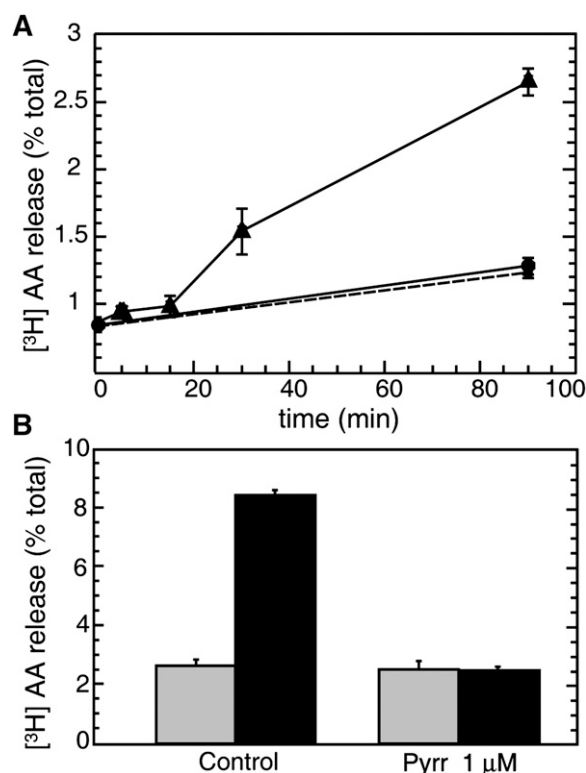 A
[³H] AA release (% total)
3
2.5
2
1.5
1
0 20 40 60 80 100
time (min)
B
[³H] AA release (% total)
10
8
6
4
2
0
Control Pyrr 1 µM